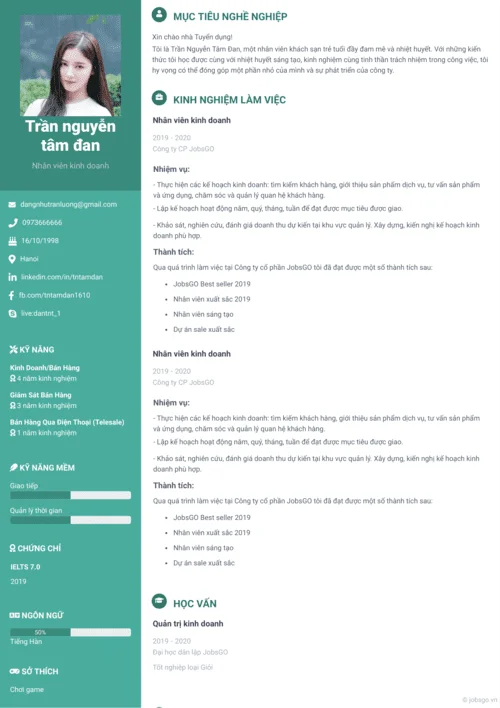 Trần nguyễn
tâm đan
Nhân viên kinh doanh
dangnhutranluong@gmail.com
0973666666
16/10/1998
Hanoi
linkedin.com/in/tntamdan
fb.com/tntamdan1610
live:dantnt_1
KỸ NĂNG
Kinh Doanh/Bán Hàng
4 năm kinh nghiệm
Giám Sát Bán Hàng
3 năm kinh nghiệm
Bán Hàng Qua Điện Thoại (Telesale)
1 năm kinh nghiệm
KỸ NĂNG MỀM
Giao tiếp
Quản lý thời gian
CHỨNG CHỈ
IELTS 7.0
2019
NGÔN NGỮ
50%
Tiếng Hàn
SỞ THÍCH
Chơi game
MỤC TIÊU NGHỀ NGHIỆP
Xin chào nhà Tuyển dụng!
Tôi là Trần Nguyễn Tâm Đan, một nhân viên khách sạn trẻ tuổi đầy đam mê và nhiệt huyết. Với những kiến
thức tôi học được cùng với nhiệt huyết sáng tạo, kinh nghiệm cùng tinh thần trách nhiệm trong công việc, tôi
hy vọng có thể đóng góp một phần nhỏ của mình và sự phát triển của công ty.
KINH NGHIỆM LÀM VIỆC
Nhân viên kinh doanh
2019 - 2020
Công ty CP JobsGO
Nhiệm vụ:
- Thực hiện các kế hoạch kinh doanh: tìm kiếm khách hàng, giới thiệu sản phẩm dịch vụ, tư vấn sản phẩm
và ứng dụng, chăm sóc và quản lý quan hệ khách hàng.
- Lập kế hoạch hoạt động năm, quý, tháng, tuần để đạt được mục tiêu được giao.
- Khảo sát, nghiên cứu, đánh giá doanh thu dự kiến tại khu vực quản lý. Xây dựng, kiến nghị kế hoạch kinh
doanh phù hợp.
Thành tích:
Qua quá trình làm việc tại Công ty cổ phần JobsGO tôi đã đạt được một số thành tích sau:
• JobsGO Best seller 2019
• Nhân viên xuất sắc 2019
• Nhân viên sáng tạo
• Dự án sale xuất sắc
Nhân viên kinh doanh
2019 - 2020
Công ty CP JobsGO
Nhiệm vụ:
- Thực hiện các kế hoạch kinh doanh: tìm kiếm khách hàng, giới thiệu sản phẩm dịch vụ, tư vấn sản phẩm
và ứng dụng, chăm sóc và quản lý quan hệ khách hàng.
- Lập kế hoạch hoạt động năm, quý, tháng, tuần để đạt được mục tiêu được giao.
- Khảo sát, nghiên cứu, đánh giá doanh thu dự kiến tại khu vực quản lý. Xây dựng, kiến nghị kế hoạch kinh
doanh phù hợp.
Thành tích:
Qua quá trình làm việc tại Công ty cổ phần JobsGO tôi đã đạt được một số thành tích sau:
• JobsGO Best seller 2019
• Nhân viên xuất sắc 2019
• Nhân viên sáng tạo
• Dự án sale xuất sắc
HỌC VẤN
Quản trị kinh doanh
2019 - 2020
Đại học dân lập JobsGO
Tốt nghiệp loại Giỏi
© jobsgo.vn